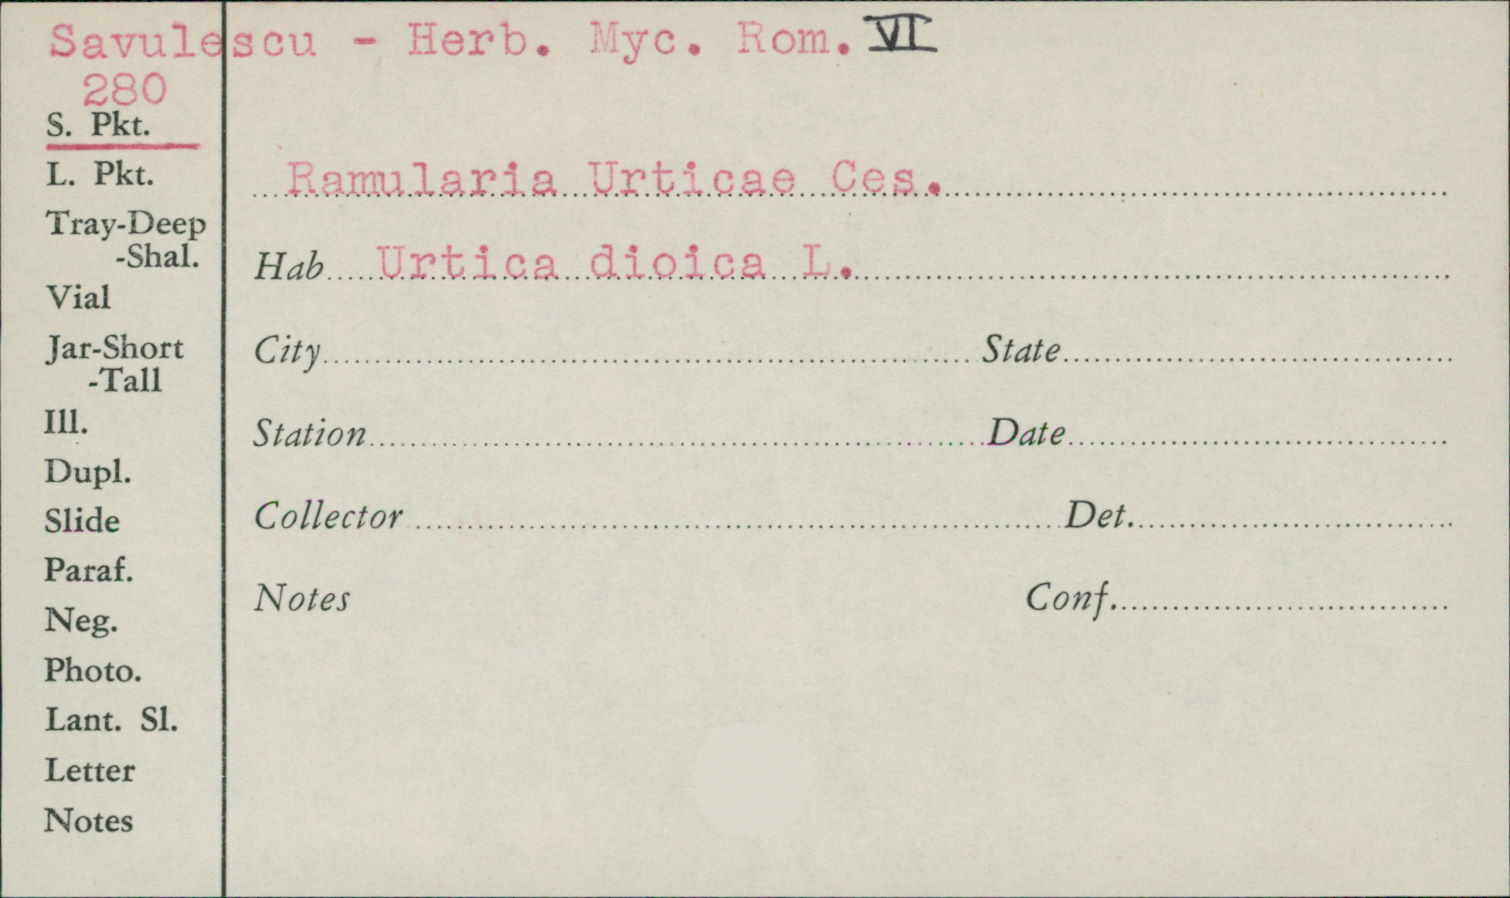 Savulescu - Herb. Myc. Rom. VI
280
S. Pkt.
L. Pkt.
Tray-Deep
-Shal.
Vial
Jar-Short
-Tall
Ill.
Dupl.
Slide
Paraf.
Neg.
Photo.
Lant. Sl.
Letter
Notes
Ramularia Urticae Ces.
Hab Urtica dioica L.
City State
Station Date
Collector Det.
Notes Conf.